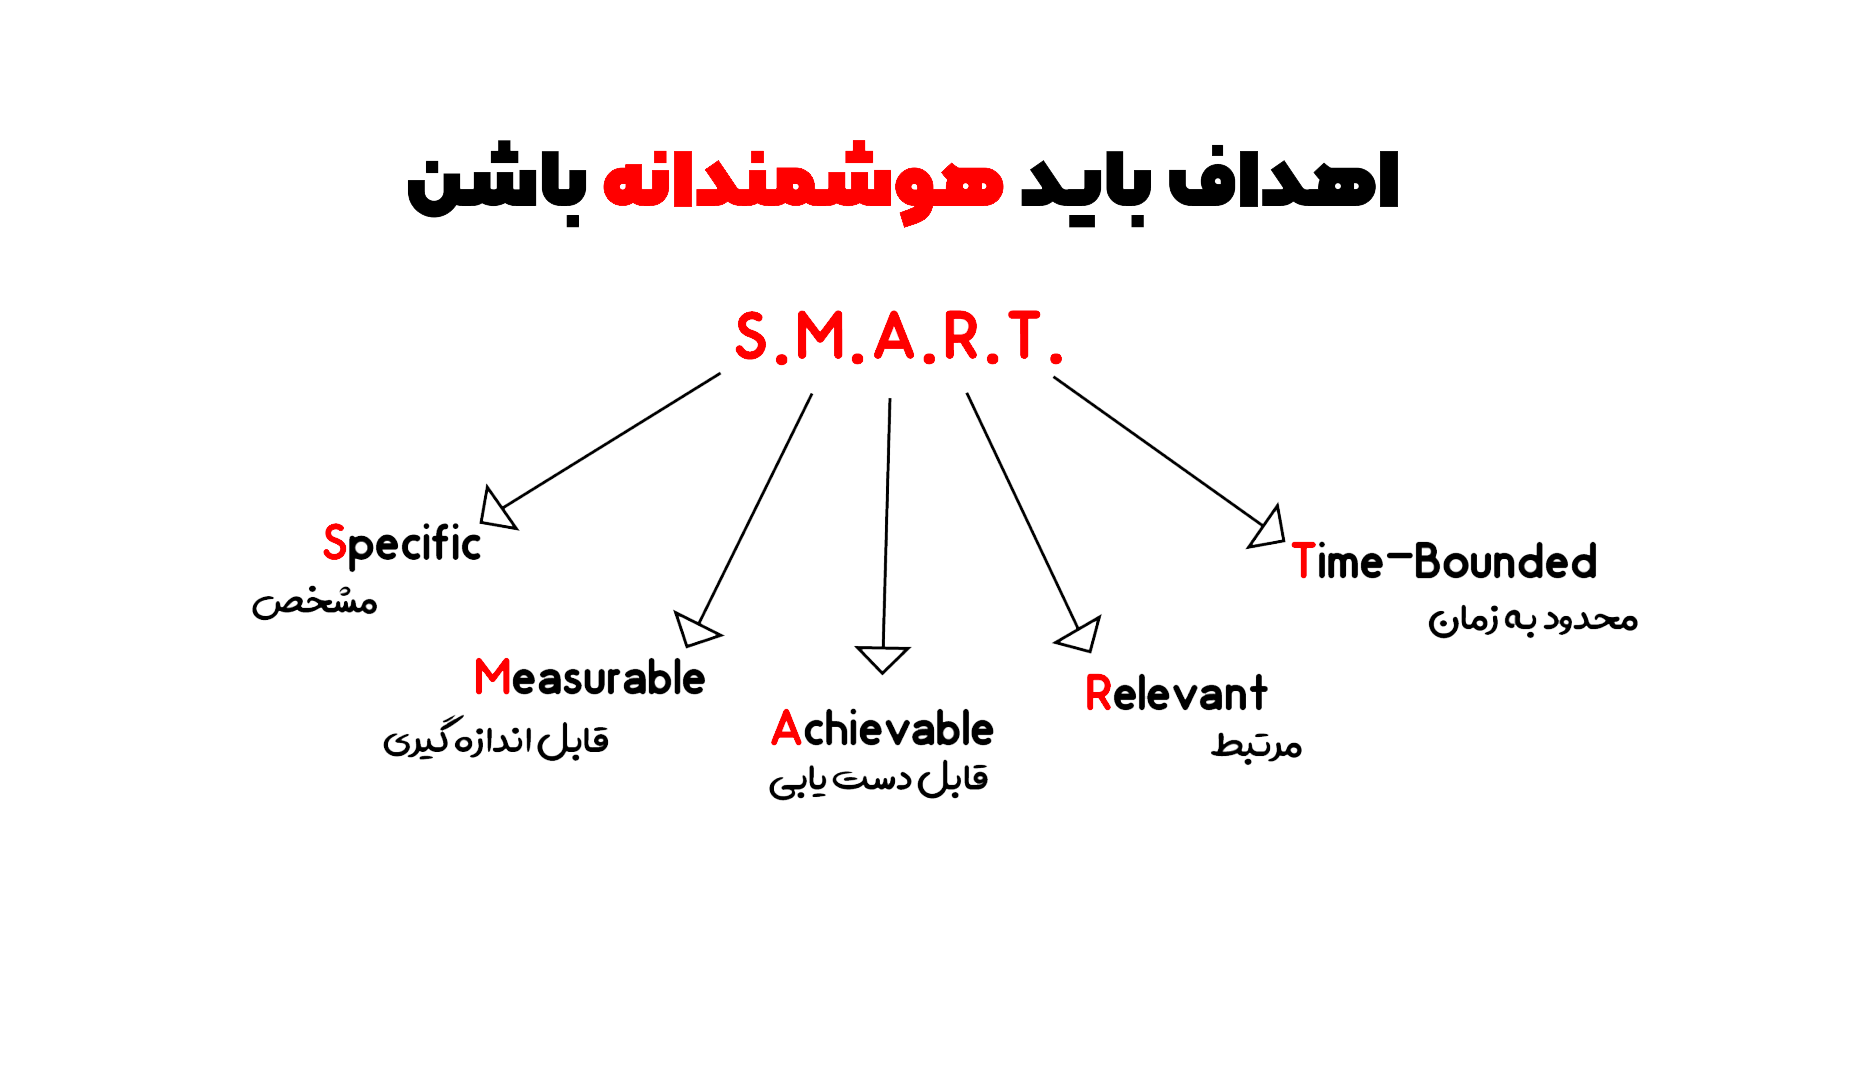 اهداف باید هوشمندانه باشن
S.M.A.R.T.
Specific
مشخص
Measurable
قابل اندازه گیری
Achievable
قابل دست یابی
Relevant
مرتبط
Time-Bounded
محدود به زمان